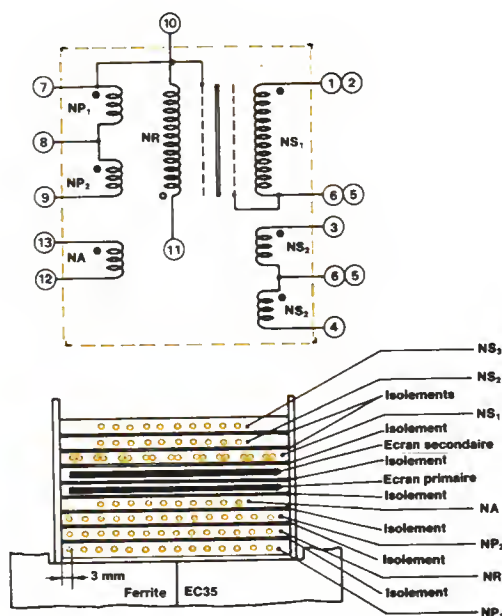 10
7
NP₁
8
NP₂
9
13
NA
12
NR
11
1 2
NS₁
6 5
3
NS₂
6 5
NS₂
4
NS₃
NS₂
Isolements
NS₁
Isolement
Ecran secondaire
Isolement
Ecran primaire
Isolement
NA
Isolement
NP₂
Isolement
NR
Isolement
NP₁
3 mm
Ferrite EC35